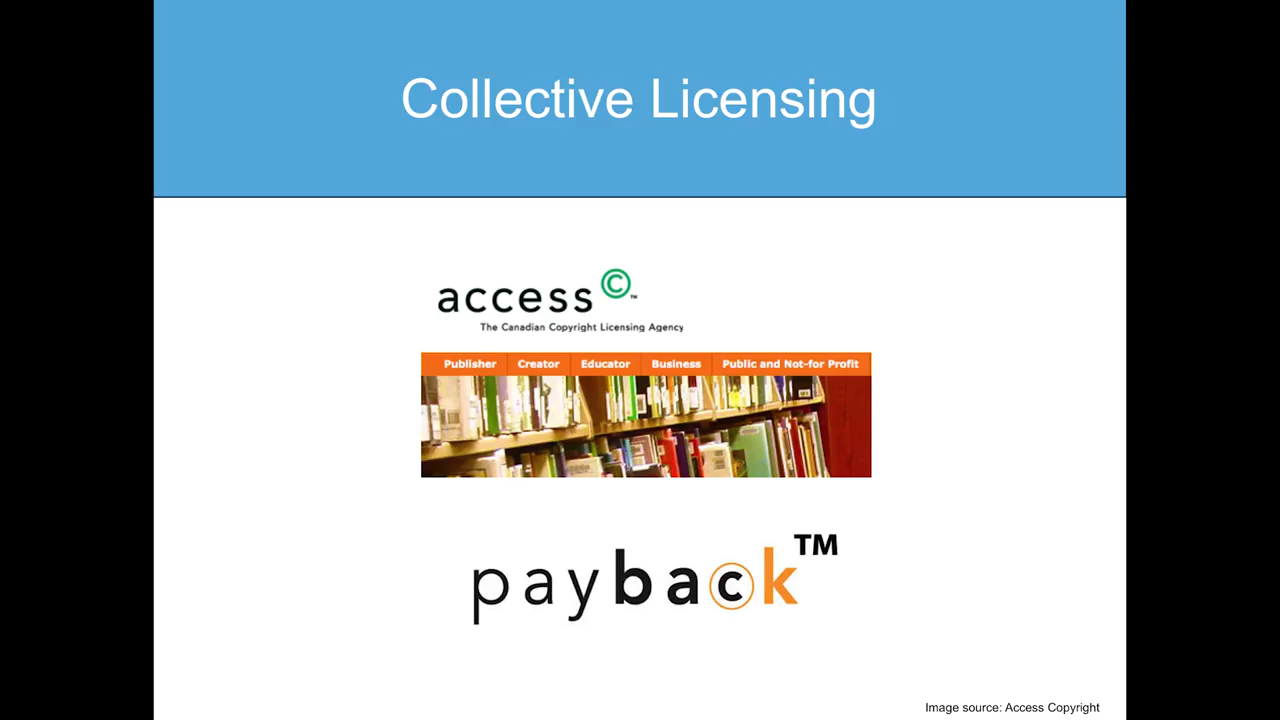 Collective Licensing
access©™
The Canadian Copyright Licensing Agency
Publisher Creator Educator Business Public and Not-for Profit
payback™
Image source: Access Copyright